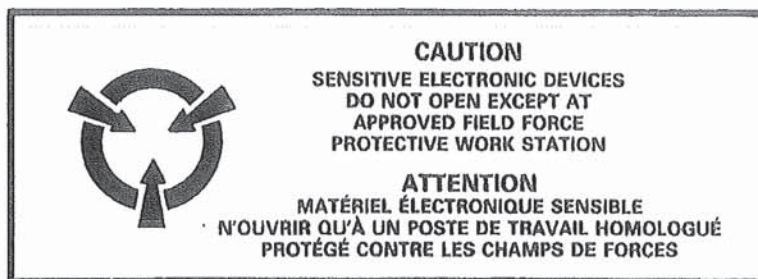 CAUTION
SENSITIVE ELECTRONIC DEVICES
DO NOT OPEN EXCEPT AT
APPROVED FIELD FORCE
PROTECTIVE WORK STATION
ATTENTION
MATÉRIEL ÉLECTRONIQUE SENSIBLE
N'OUVRIR QU'À UN POSTE DE TRAVAIL HOMOLOGUÉ
PROTÉGÉ CONTRE LES CHAMPS DE FORCES